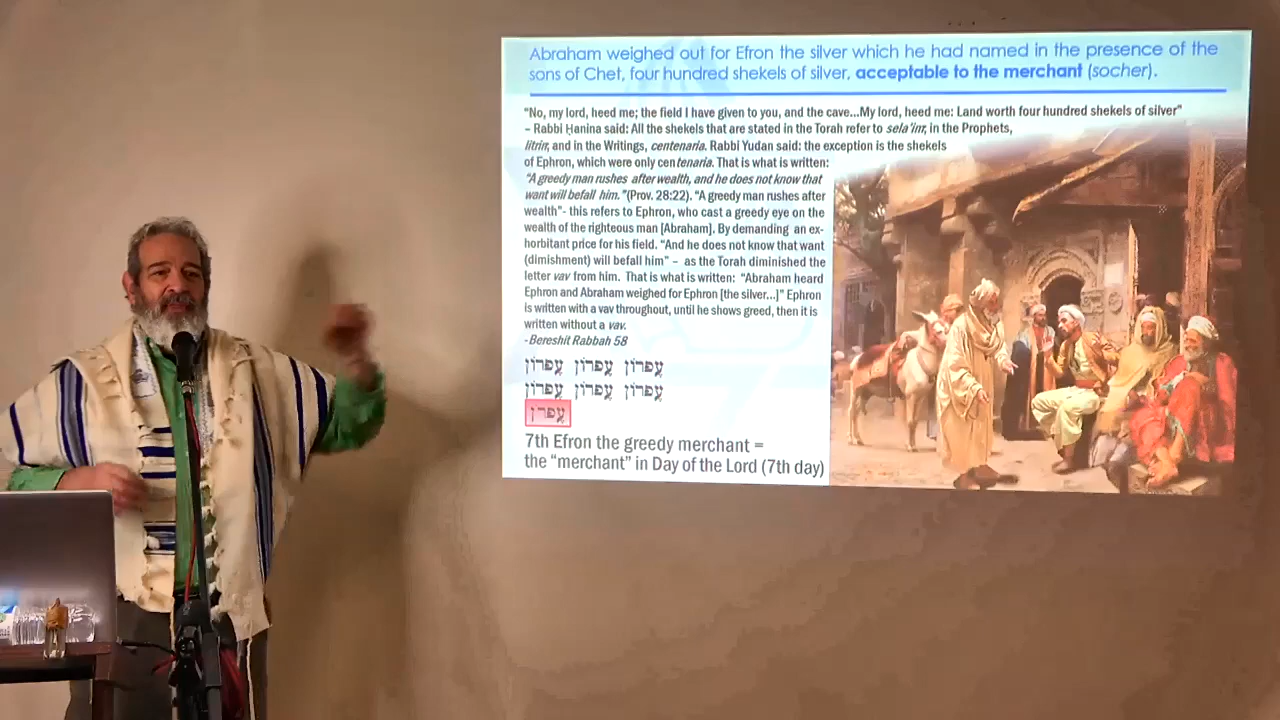 Abraham weighed out for Efron the silver which he had named in the presence of the
sons of Chet, four hundred shekels of silver, acceptable to the merchant (socher).
"No, my lord, heed me; the field I have given to you, and the cave...My lord, heed me: Land worth four hundred shekels of silver"
– Rabbi Ḥanina said: All the shekels that are stated in the Torah refer to sela'im; in the Prophets,
litrin; and in the Writings, centenaria. Rabbi Yudan said: the exception is the shekels
of Ephron, which were only centenaria. That is what is written:
"A greedy man rushes after wealth, and he does not know that
want will befall him. "(Prov. 28:22). "A greedy man rushes after
wealth"- this refers to Ephron, who cast a greedy eye on the
wealth of the righteous man [Abraham]. By demanding an ex-
horbitant price for his field. "And he does not know that want
(dimishment) will befall him" – as the Torah diminished the
letter vav from him. That is what is written: "Abraham heard
Ephron and Abraham weighed for Ephron [the silver...]" Ephron
is written with a vav throughout, until he shows greed, then it is
written without a vav.
-Bereshit Rabbah 58
עֶפְרוֹן עֶפְרוֹן עֶפְרוֹן
עֶפְרוֹן עֶפְרוֹן עֶפְרוֹן
עֶפְרֹן
7th Efron the greedy merchant =
the "merchant" in Day of the Lord (7th day)